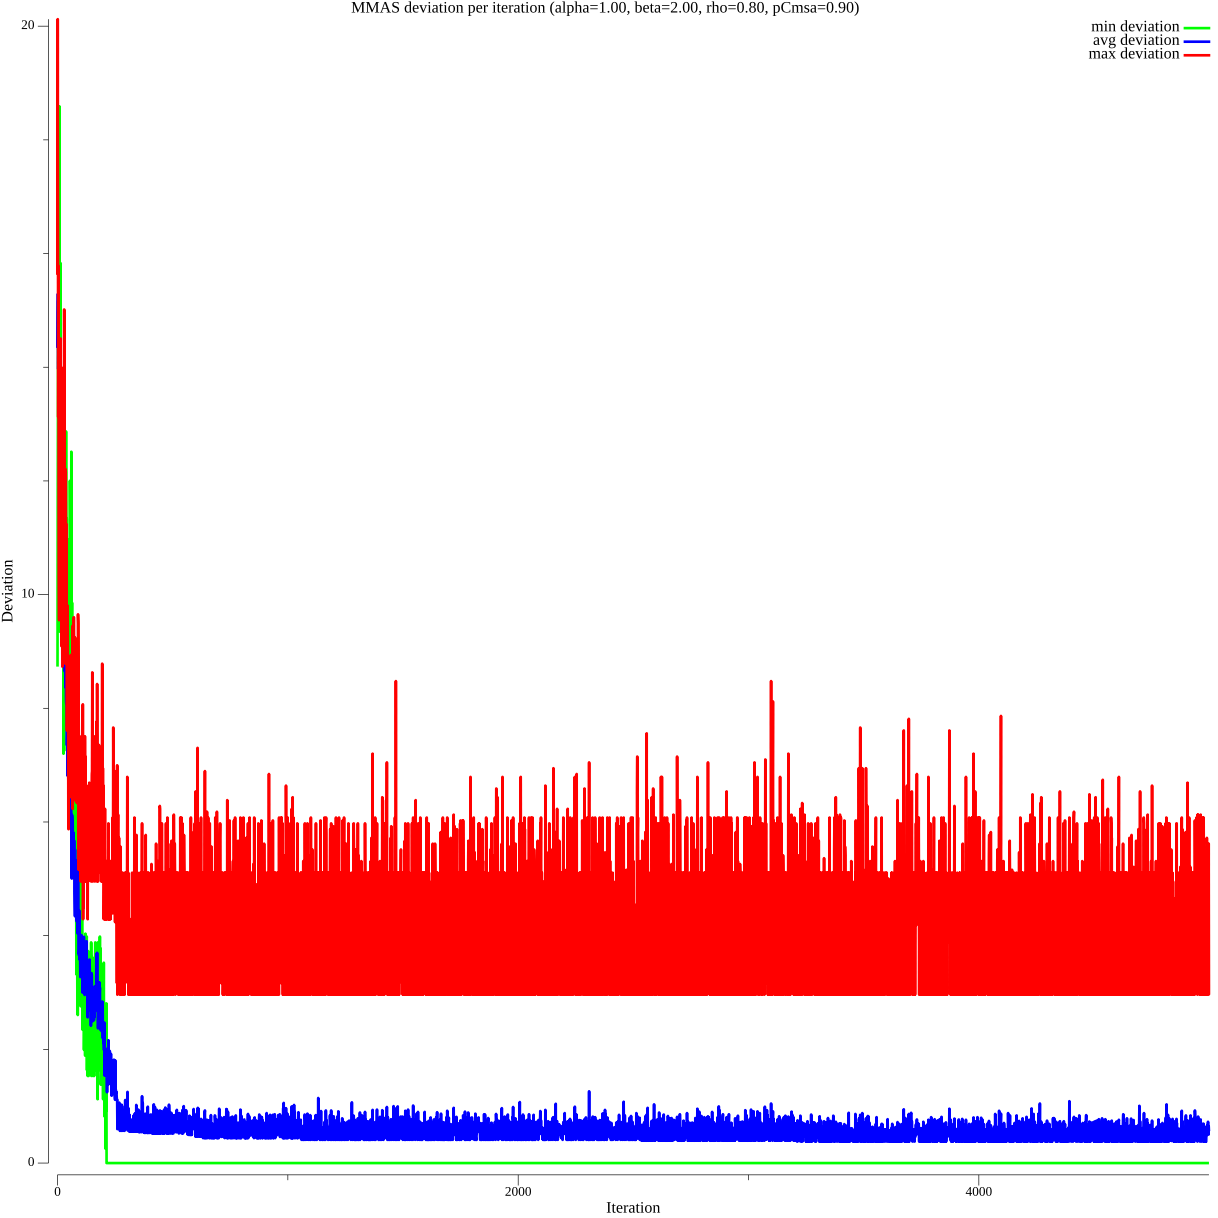 MMAS deviation per iteration (alpha=1.00, beta=2.00, rho=0.80, pCmsa=0.90)
20
min deviation
avg deviation
max deviation
10
Deviation
0
0
2000
4000
Iteration